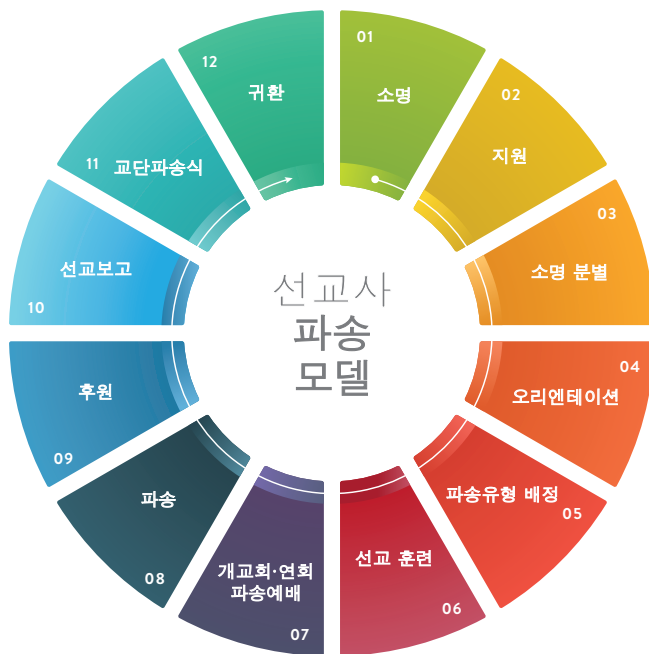 선교사
파송
모델
01
소명
02
지원
03
소명 분별
04
오리엔테이션
05
파송유형 배정
06
선교 훈련
07
개교회·연회
파송예배
08
파송
09
후원
10
선교보고
11
교단파송식
12
귀환